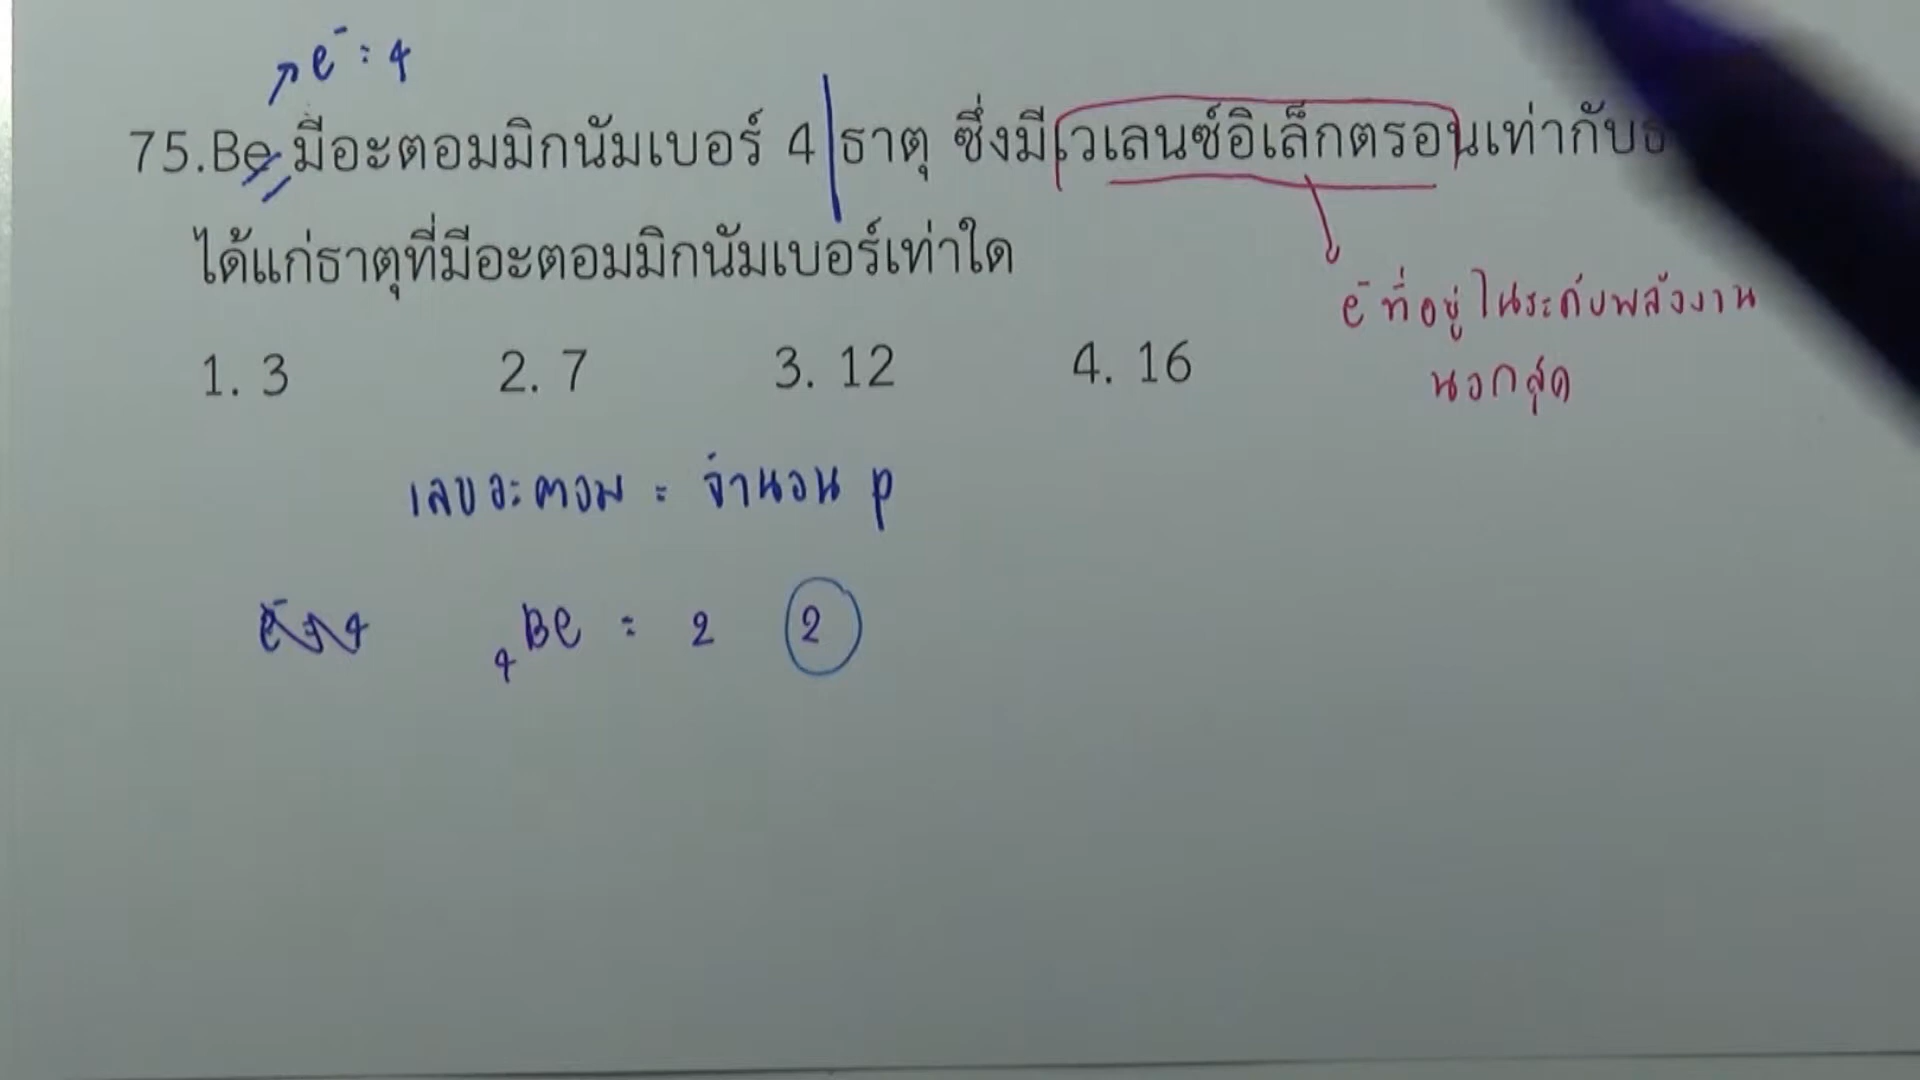 e⁻ = 4
75.Be มีอะตอมมิกนัมเบอร์ 4 ธาตุ ซึ่งมีเวเลนซ์อิเล็กตรอนเท่ากับธ
ได้แก่ธาตุที่มีอะตอมมิกนัมเบอร์เท่าใด
e⁻ ที่อยู่ในระดับพลังงาน
นอกสุด
1. 3 2. 7 3. 12 4. 16
เลขอะตอม = จำนวน p
₄Be = 2 2